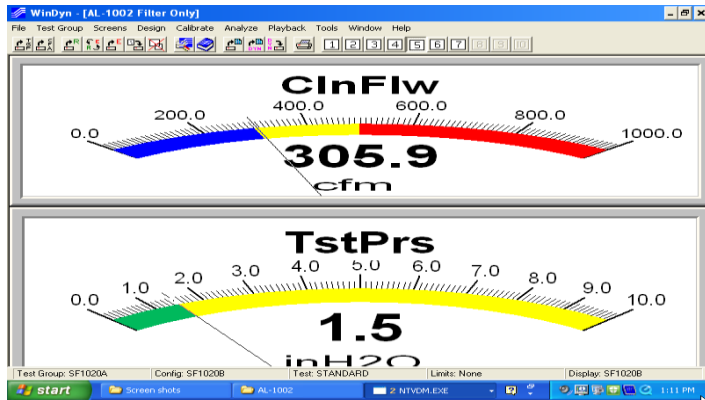 WinDyn - [AL-1002 Filter Only]
File Test Group Screens Design Calibrate Analyze Playback Tools Window Help
1 2 3 4 5 6 7 8 9 10
ClnFlw
0.0 200.0 400.0 600.0 800.0 1000.0
305.9
cfm
TstPrs
0.0 1.0 2.0 3.0 4.0 5.0 6.0 7.0 8.0 9.0 10.0
1.5
inH2O
Test Group: SF1020A Config: SF1020B Test: STANDARD Limits: None Display: SF1020B
start Screen shots AL-1002 2 NTVDM.EXE 1:11 PM